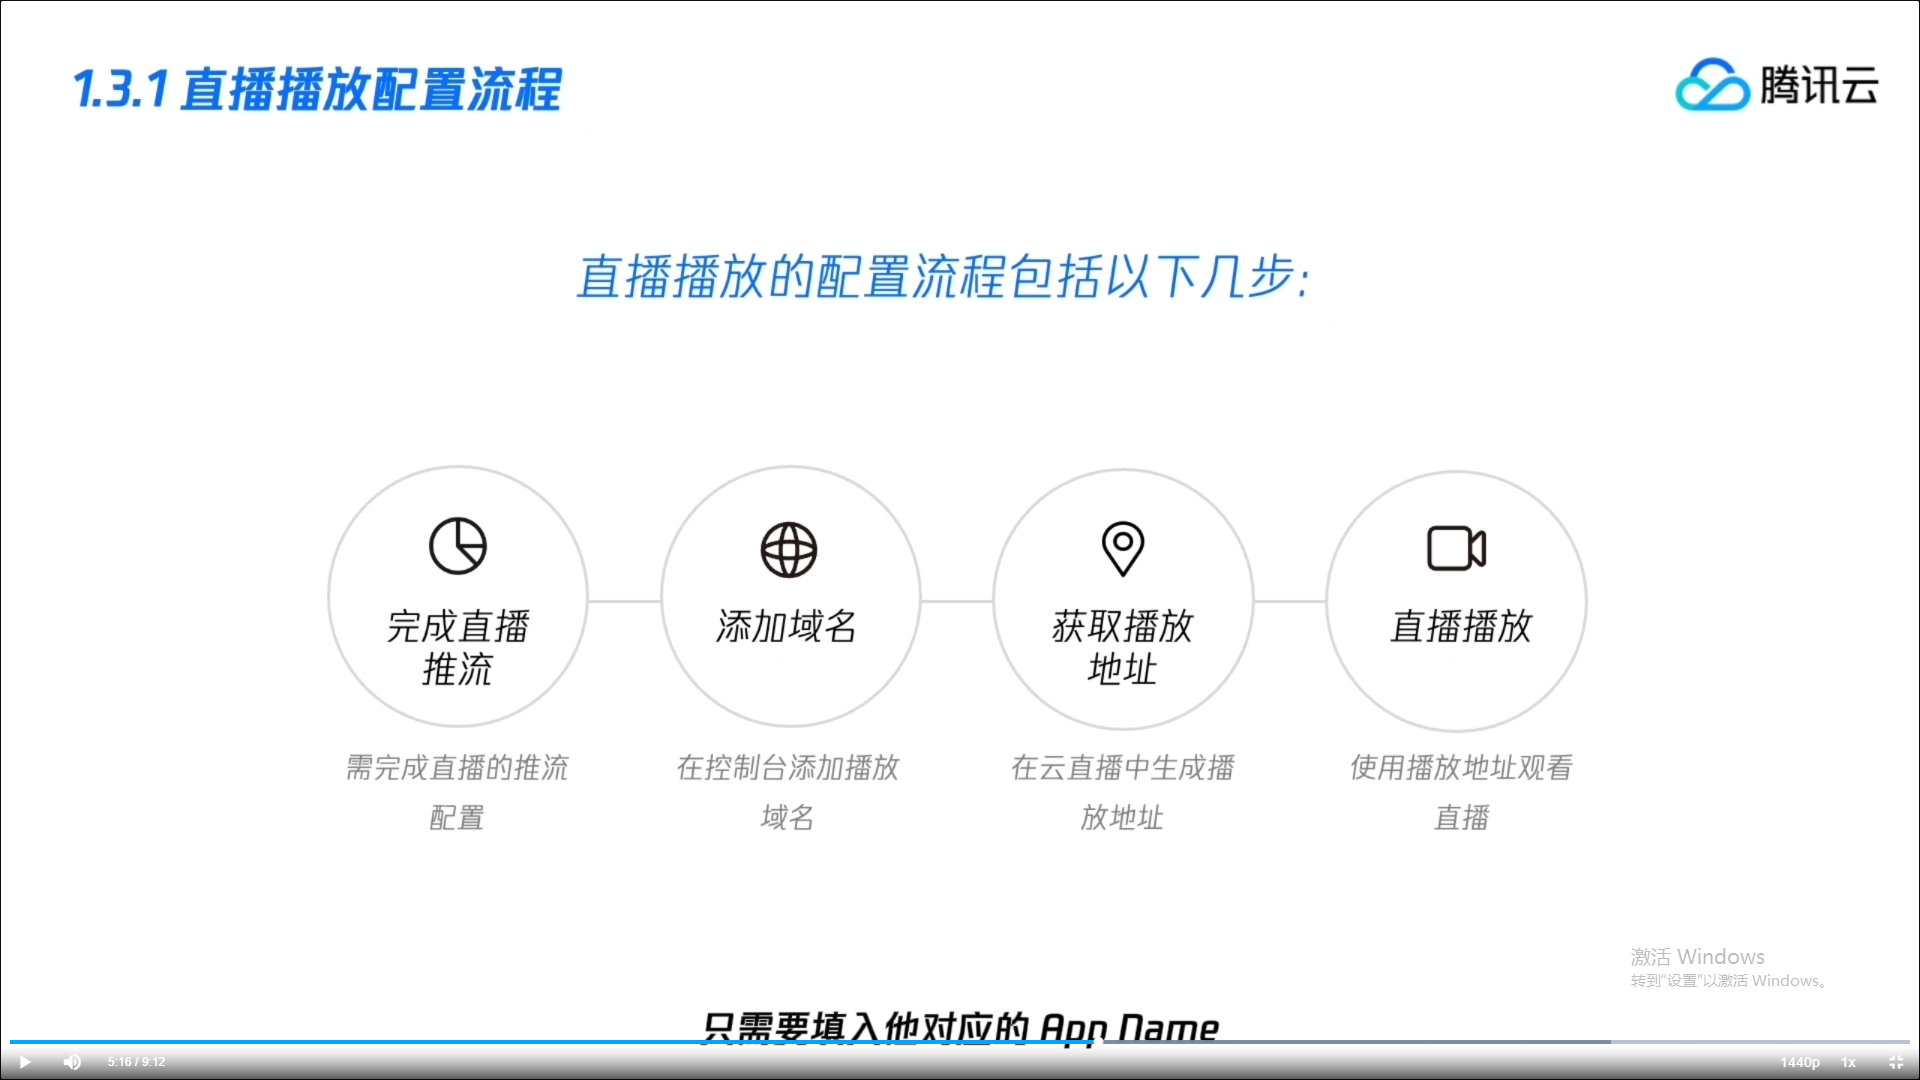 1.3.1 直播播放配置流程
腾讯云
直播播放的配置流程包括以下几步:
完成直播
推流
添加域名
获取播放
地址
直播播放
需完成直播的推流
配置
在控制台添加播放
域名
在云直播中生成播
放地址
使用播放地址观看
直播
激活 Windows
转到“设置”以激活 Windows。
只需要填入他对应的 App Name
5:16 / 9:12
1440p
1x